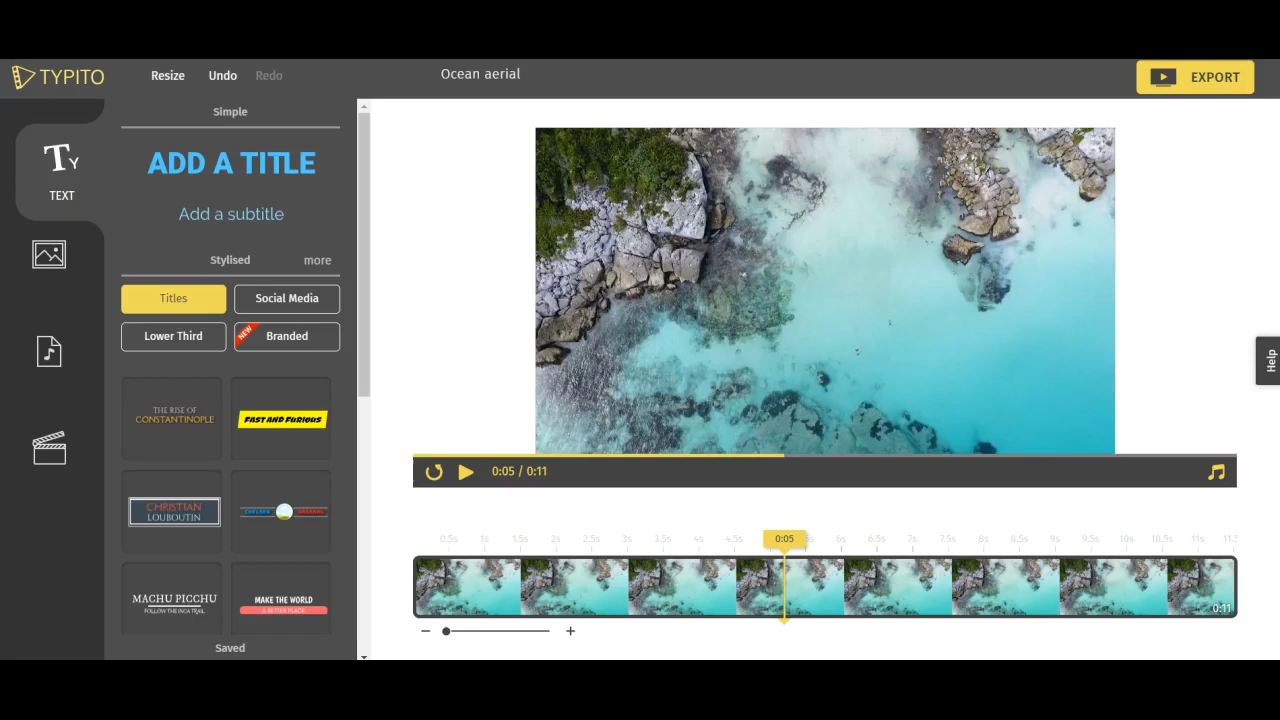 TYPITO
Resize Undo Redo
Ocean aerial
EXPORT
TEXT
Simple
ADD A TITLE
Add a subtitle
Stylised more
Titles Social Media
Lower Third NEW Branded
THE RISE OF
CONSTANTINOPLE
FAST AND FURIOUS
CHRISTIAN
LOUBOUTIN
CHELSEA ARSENAL
MACHU PICCHU
FOLLOW THE INCA TRAIL
MAKE THE WORLD
A BETTER PLACE
Saved
Help
0:05 / 0:11
0.5s 1s 1.5s 2s 2.5s 3s 3.5s 4s 4.5s 0:05 6s 6.5s 7s 7.5s 8s 8.5s 9s 9.5s 10s 10.5s 11s
0:11